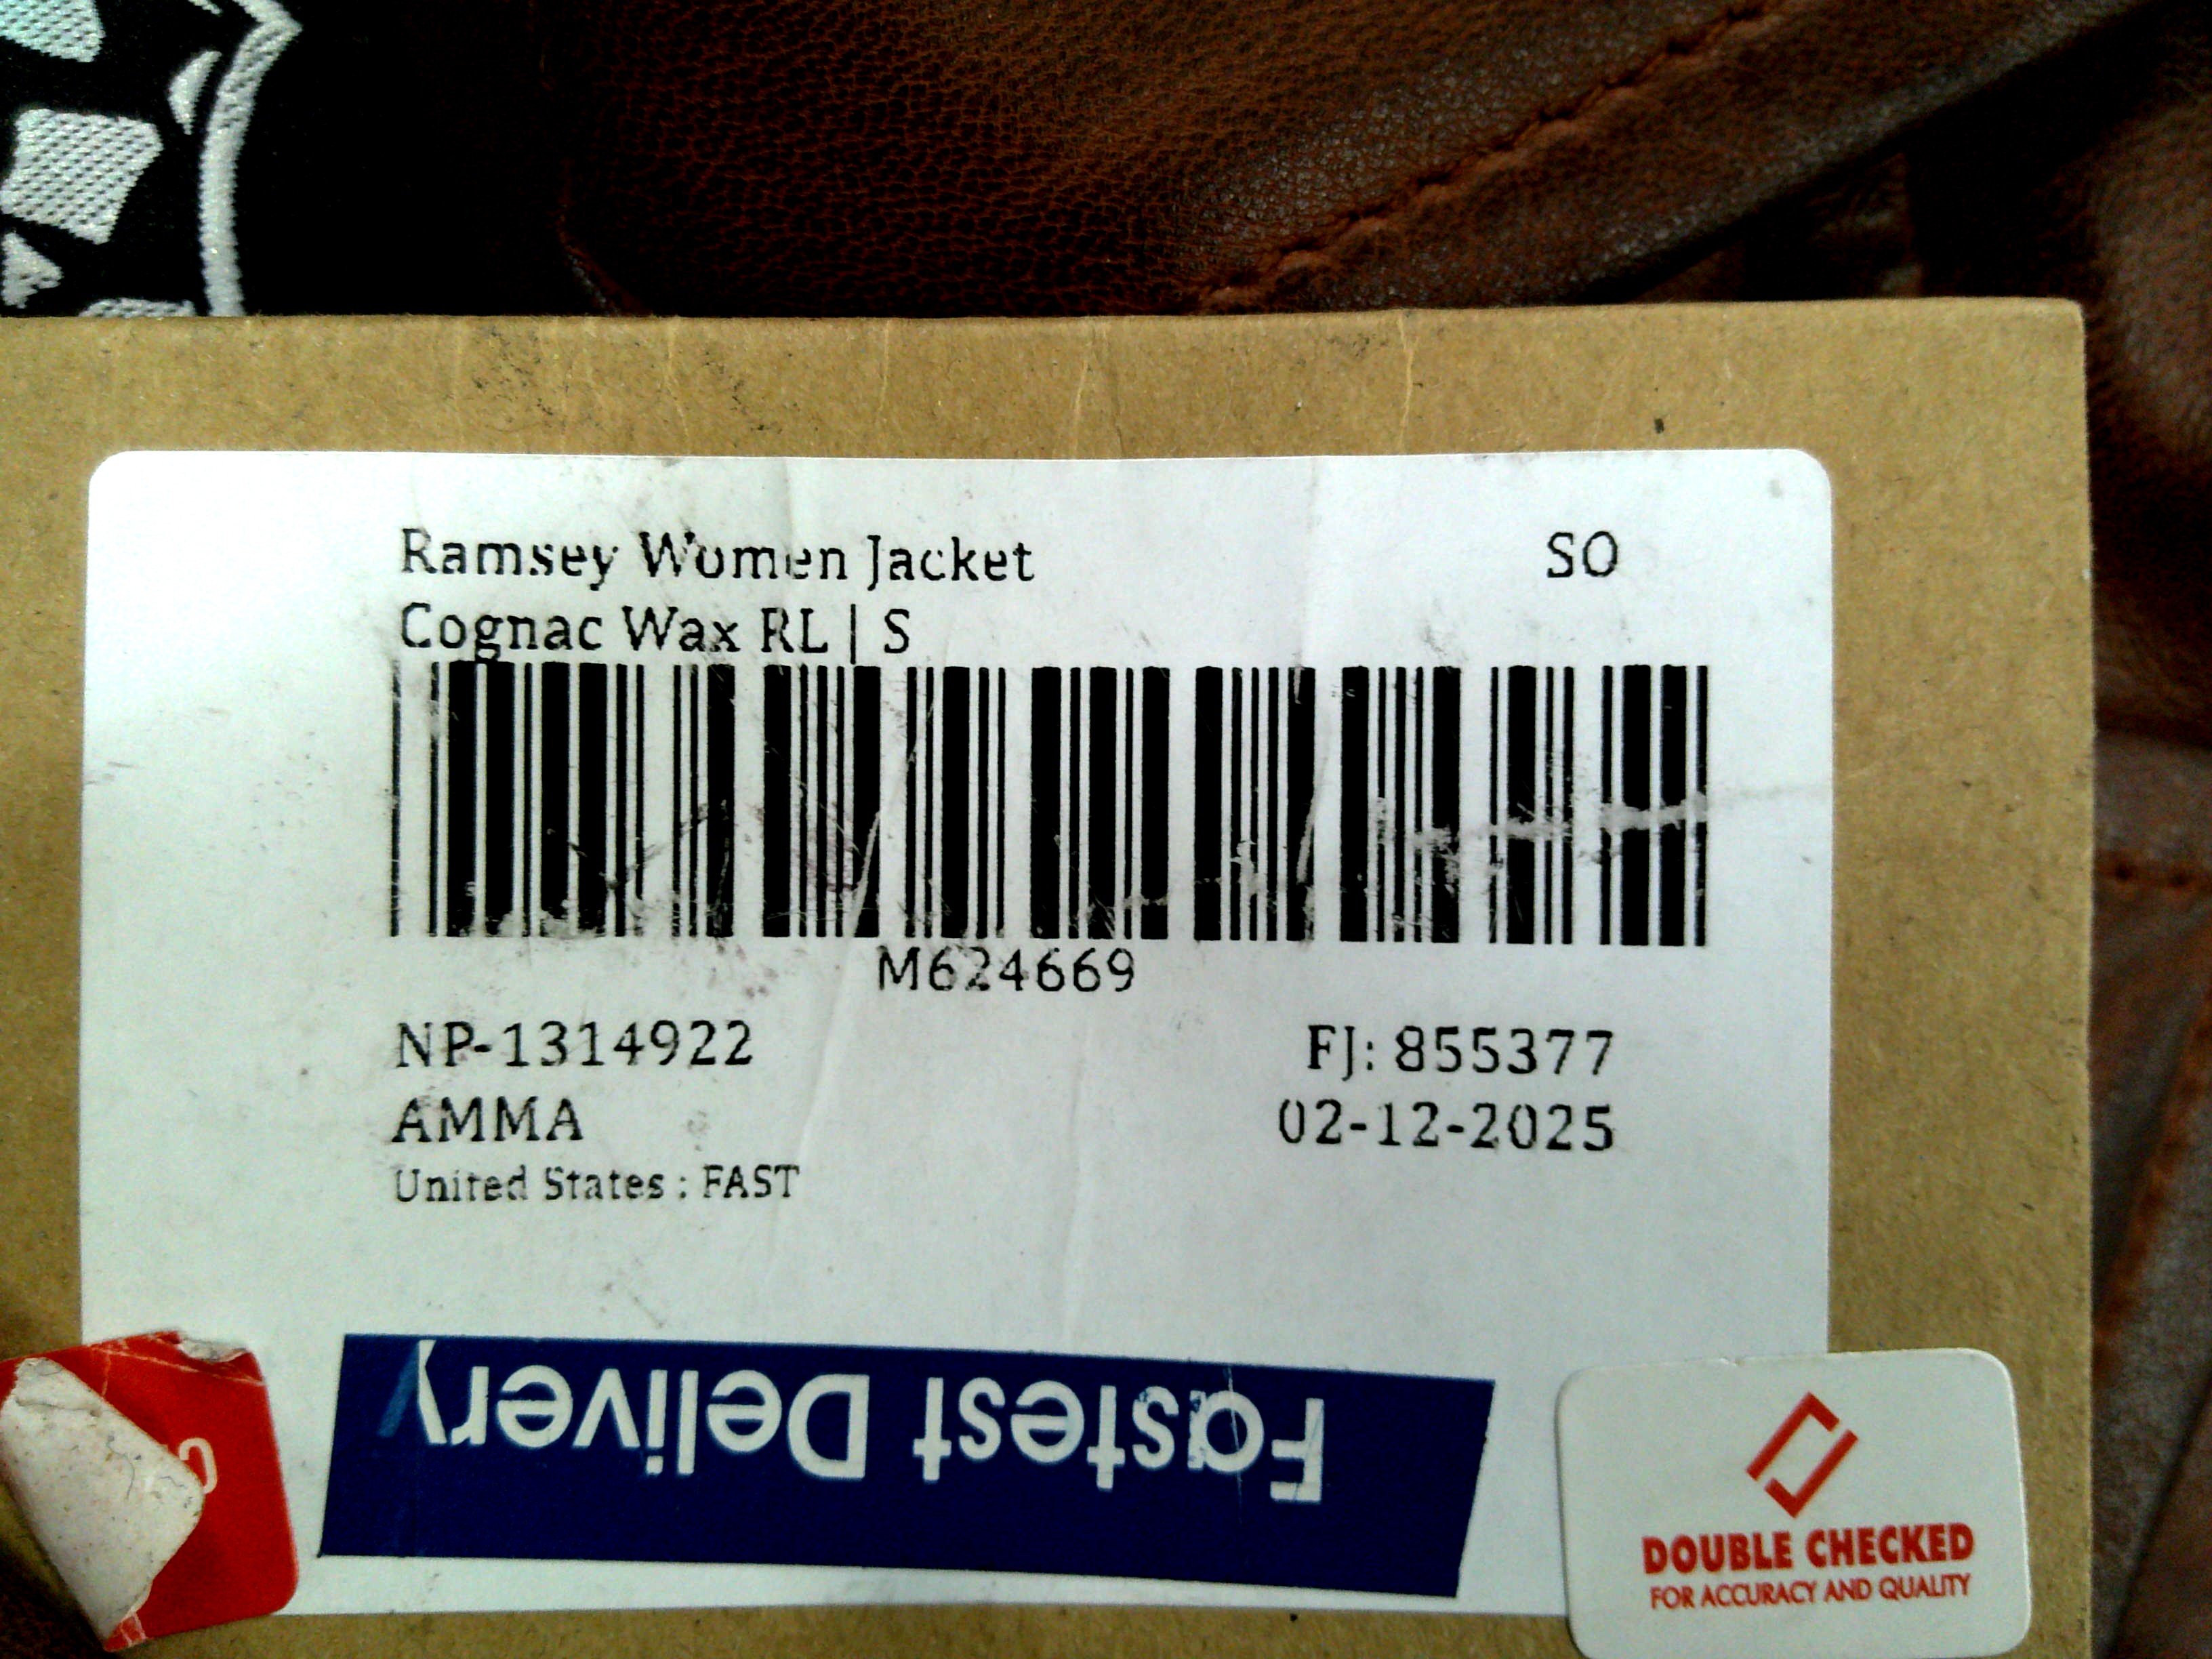 Ramsey Women Jacket
SO
Cognac Wax RL | S
M624669
NP-1314922
FJ: 855377
AMMA
02-12-2025
United States : FAST
Fastest Delivery
DOUBLE CHECKED
FOR ACCURACY AND QUALITY